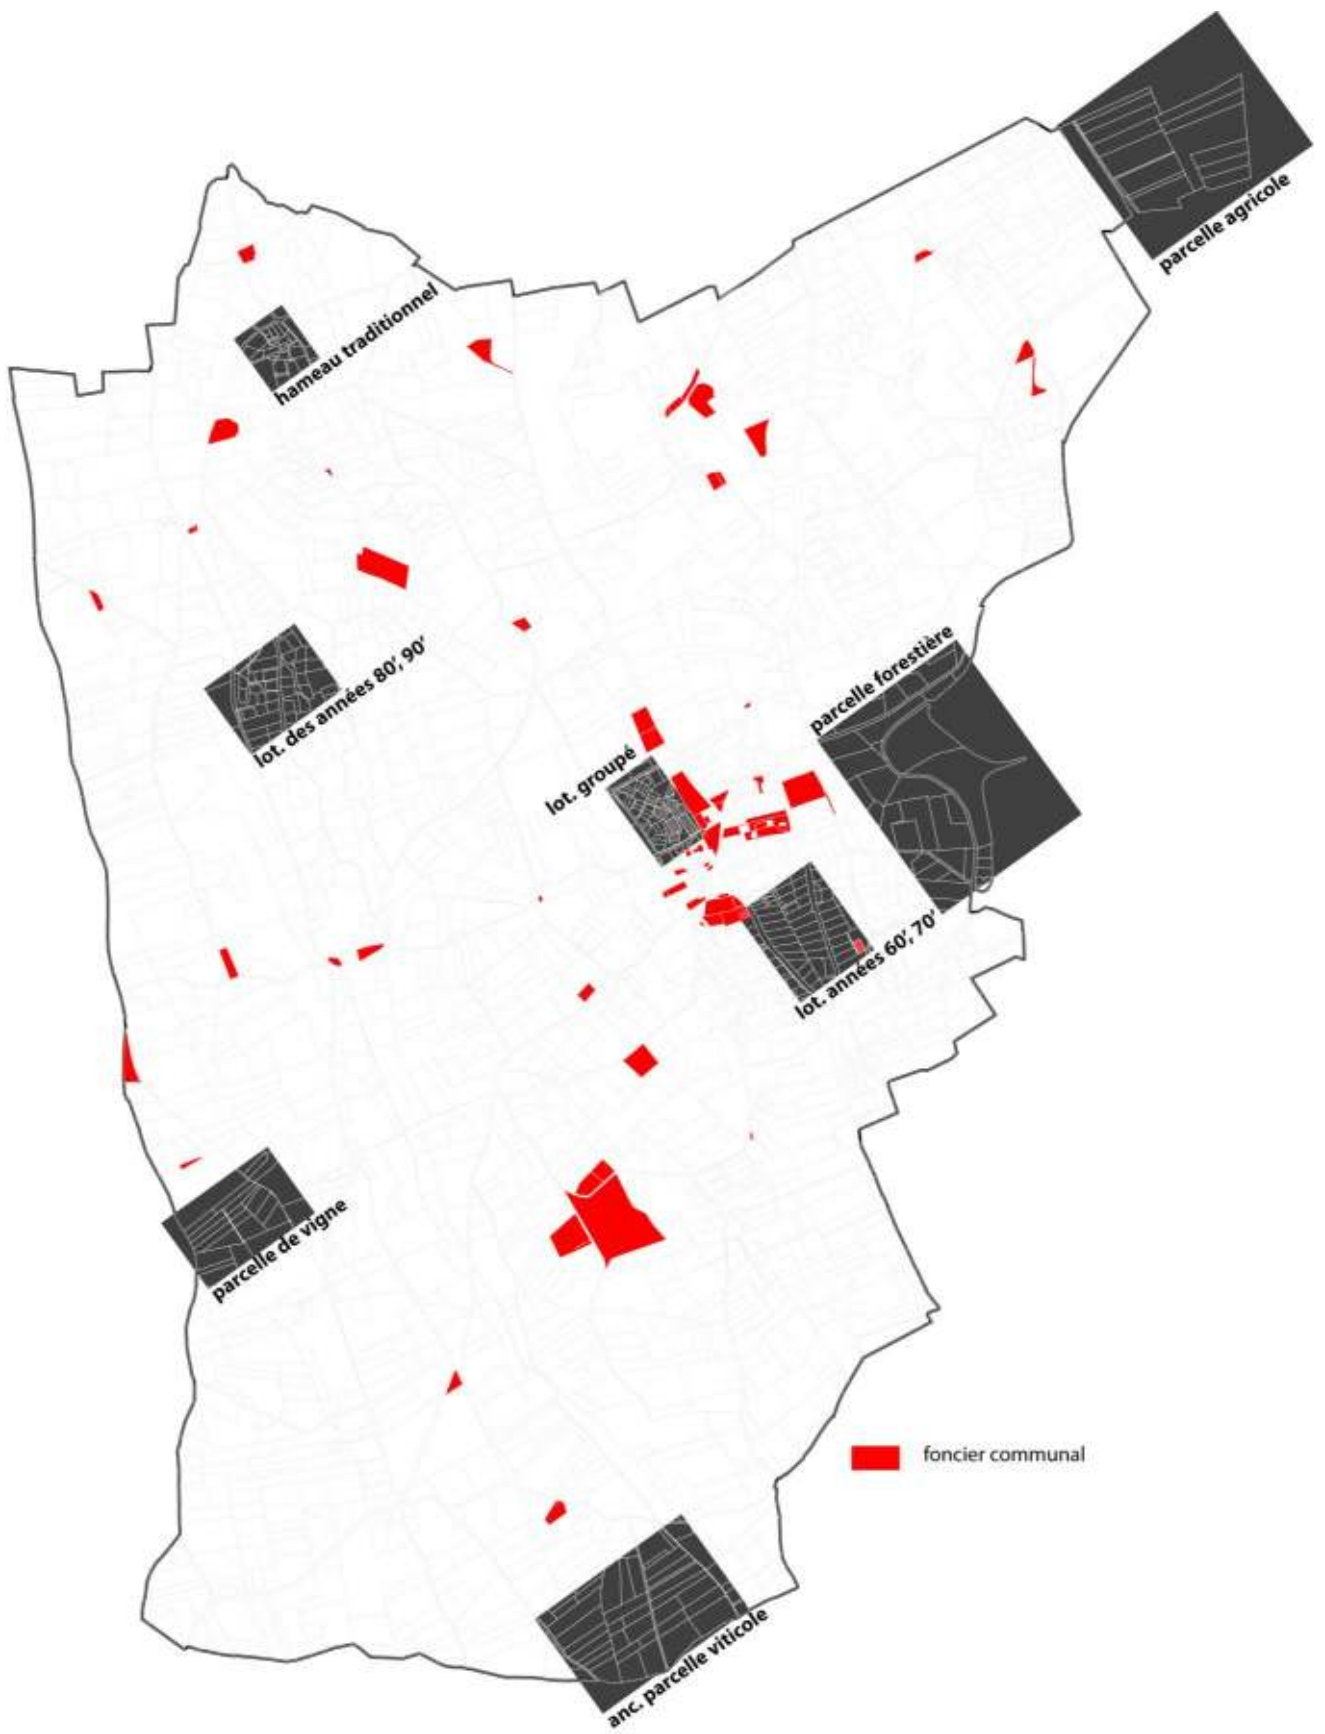 parcelle agricole
hameau traditionnel
lot. des années 80’, 90’
parcelle forestière
lot. groupé
lot. années 60’, 70’
parcelle de vigne
foncier communal
anc. parcelle viticole